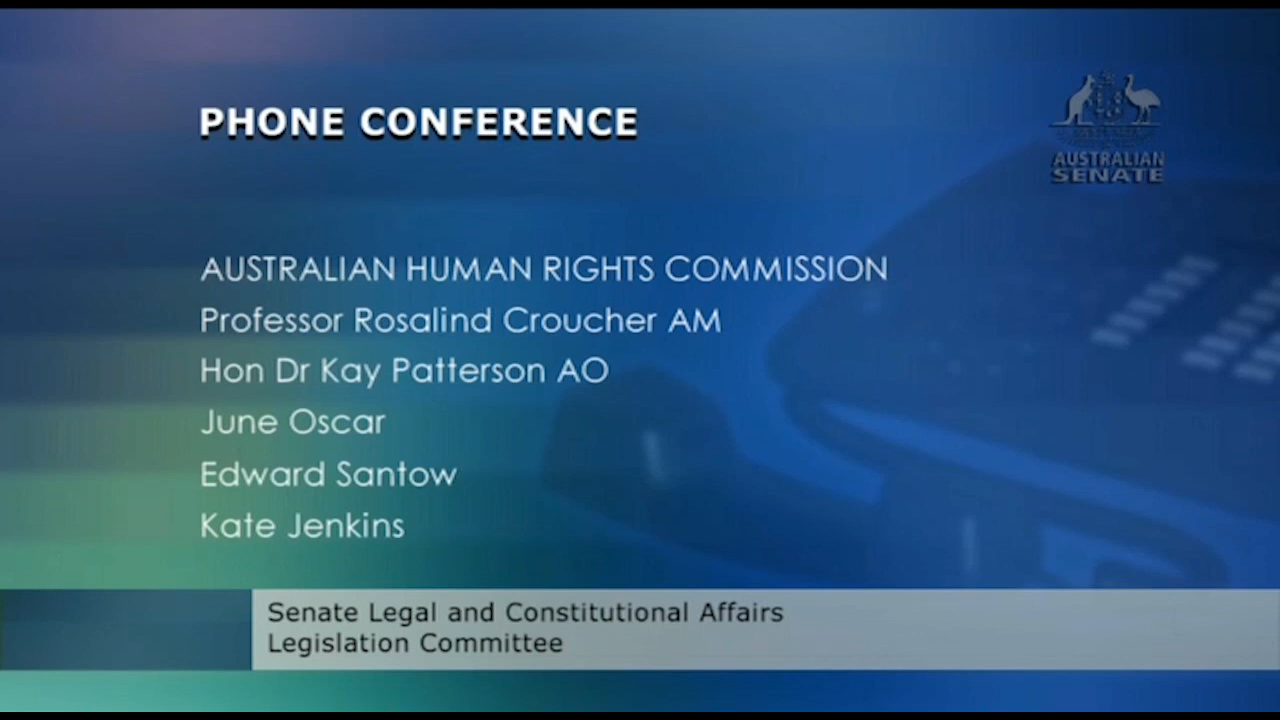 PHONE CONFERENCE
AUSTRALIAN
SENATE
AUSTRALIAN HUMAN RIGHTS COMMISSION
Professor Rosalind Croucher AM
Hon Dr Kay Patterson AO
June Oscar
Edward Santow
Kate Jenkins
Senate Legal and Constitutional Affairs
Legislation Committee